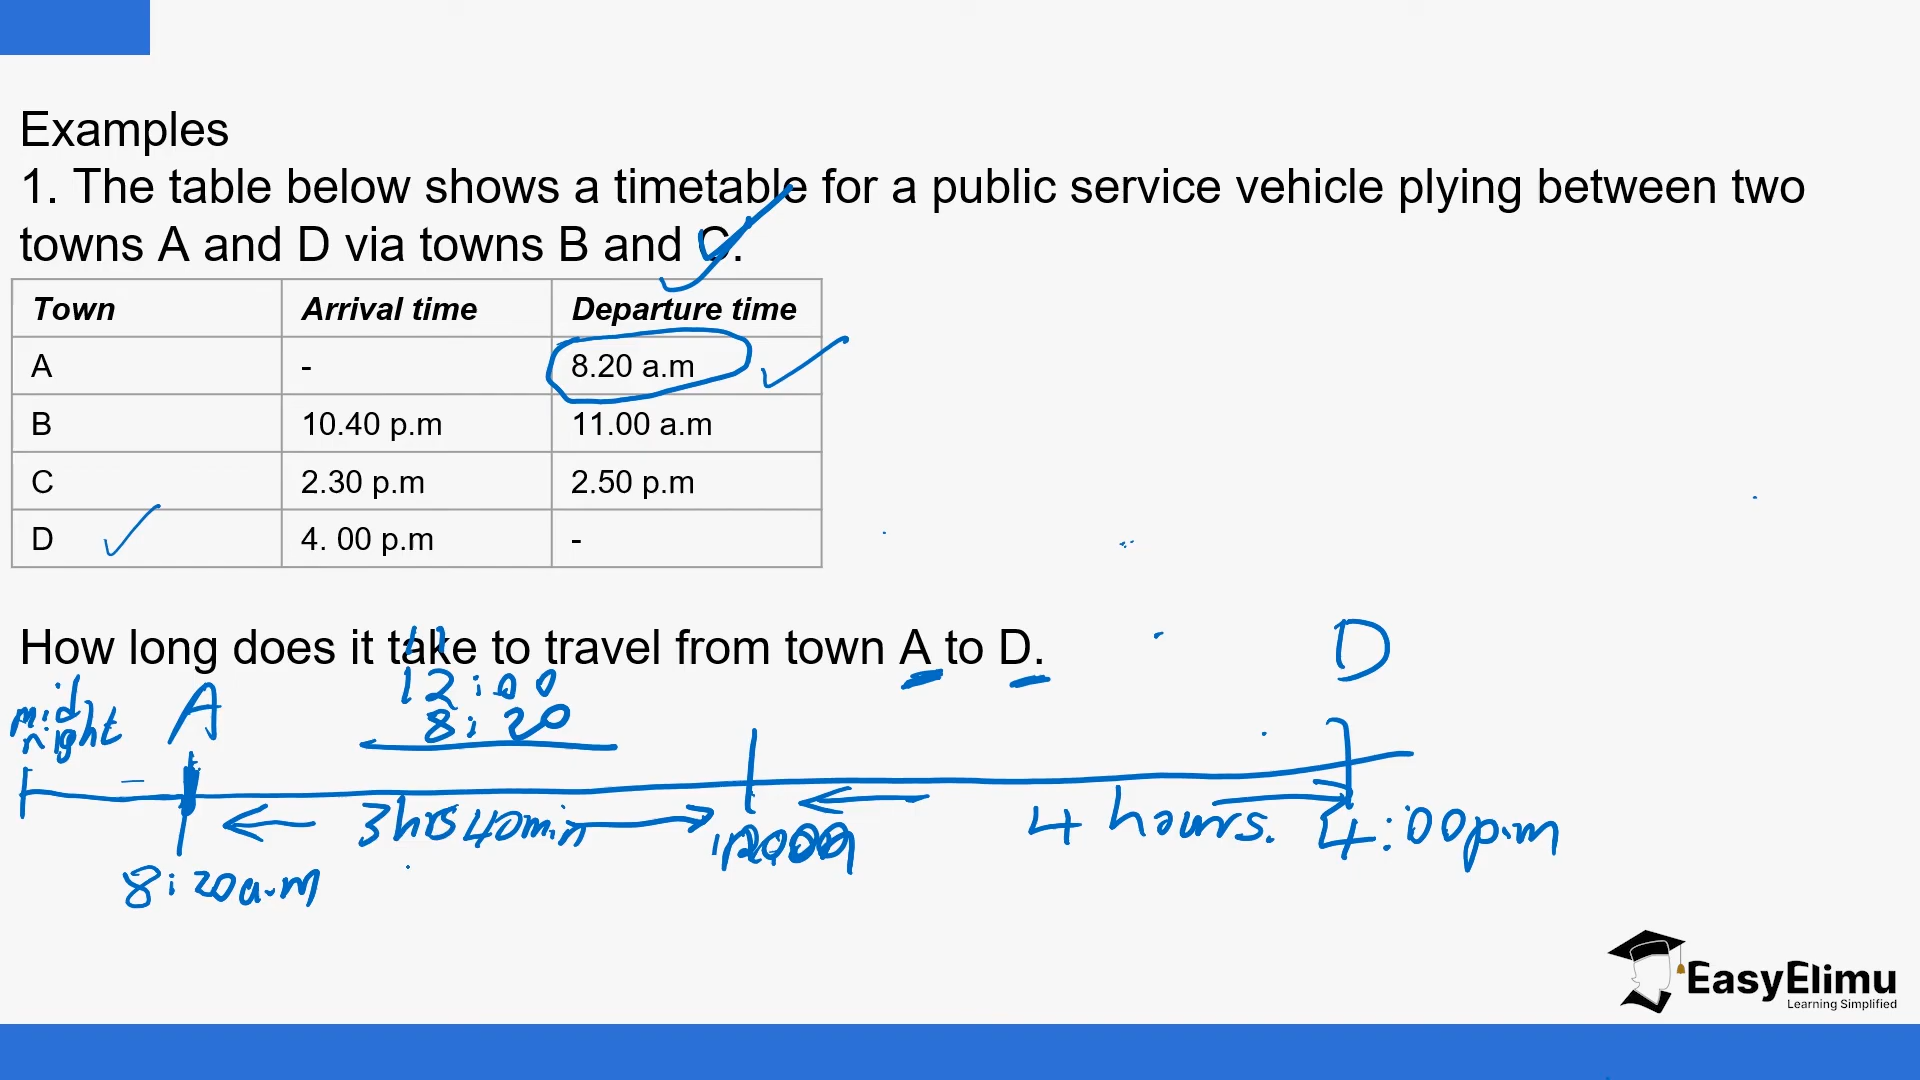 Examples
1. The table below shows a timetable for a public service vehicle plying between two
towns A and D via towns B and C.
Town Arrival time Departure time
A - 8.20 a.m
B 10.40 p.m 11.00 a.m
C 2.30 p.m 2.50 p.m
D 4. 00 p.m -
How long does it take to travel from town A to D.
11
12:00
8:20
mid
night
A
D
3hrs 40min
4 hours.
4:00p.m
8:20a.m
EasyElimu
Learning Simplified